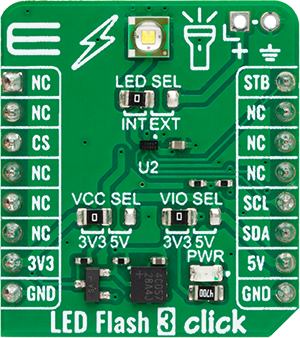 +
LED SEL
INT EXT
NC STB
NC NC
CS NC
NC NC
NC SCL
NC SDA
3V3 5V
GND GND
U2
VCC SEL VIO SEL
3V3 5V 3V3 5V
PWR
LED Flash 3 click